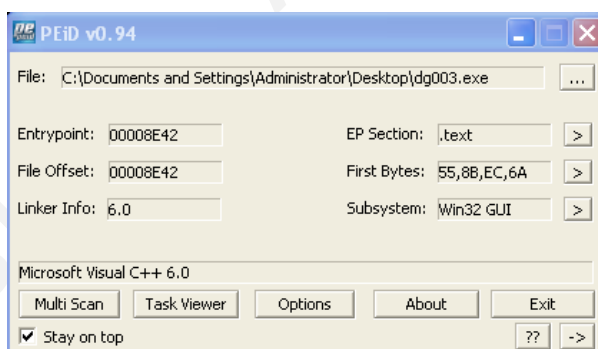 PEiD v0.94
File: C:\Documents and Settings\Administrator\Desktop\dg003.exe ...
Entrypoint: 00008E42 EP Section: .text >
File Offset: 00008E42 First Bytes: 55,8B,EC,6A >
Linker Info: 6.0 Subsystem: Win32 GUI >
Microsoft Visual C++ 6.0
Multi Scan Task Viewer Options About Exit
Stay on top ?? ->